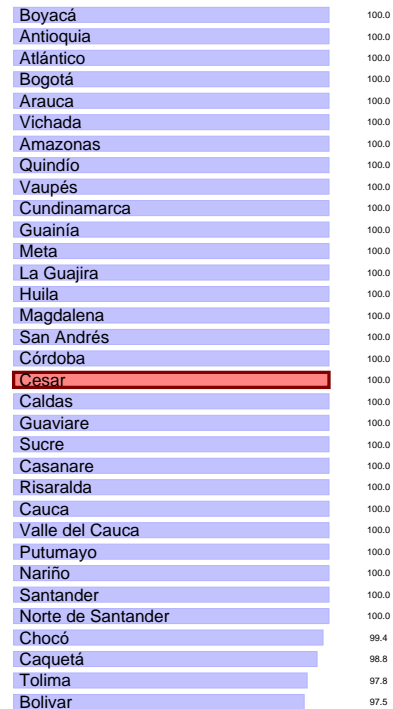 Boyacá 100.0
Antioquia 100.0
Atlántico 100.0
Bogotá 100.0
Arauca 100.0
Vichada 100.0
Amazonas 100.0
Quindío 100.0
Vaupés 100.0
Cundinamarca 100.0
Guainía 100.0
Meta 100.0
La Guajira 100.0
Huila 100.0
Magdalena 100.0
San Andrés 100.0
Córdoba 100.0
Cesar 100.0
Caldas 100.0
Guaviare 100.0
Sucre 100.0
Casanare 100.0
Risaralda 100.0
Cauca 100.0
Valle del Cauca 100.0
Putumayo 100.0
Nariño 100.0
Santander 100.0
Norte de Santander 100.0
Chocó 99.4
Caquetá 98.8
Tolima 97.8
Bolivar 97.5